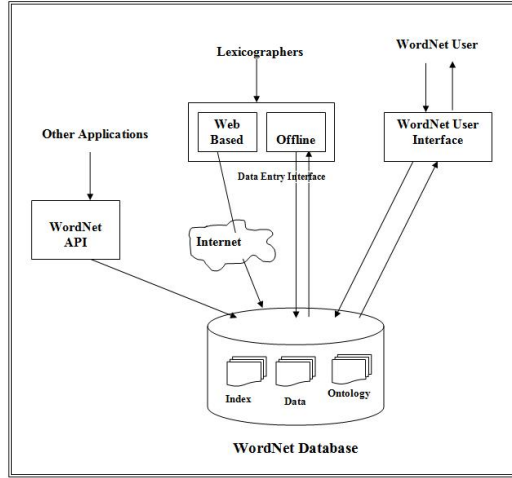 Lexicographers
WordNet User
Web
Based
Offline
WordNet User
Interface
Other Applications
Data Entry Interface
WordNet
API
Internet
Index
Data
Ontology
WordNet Database